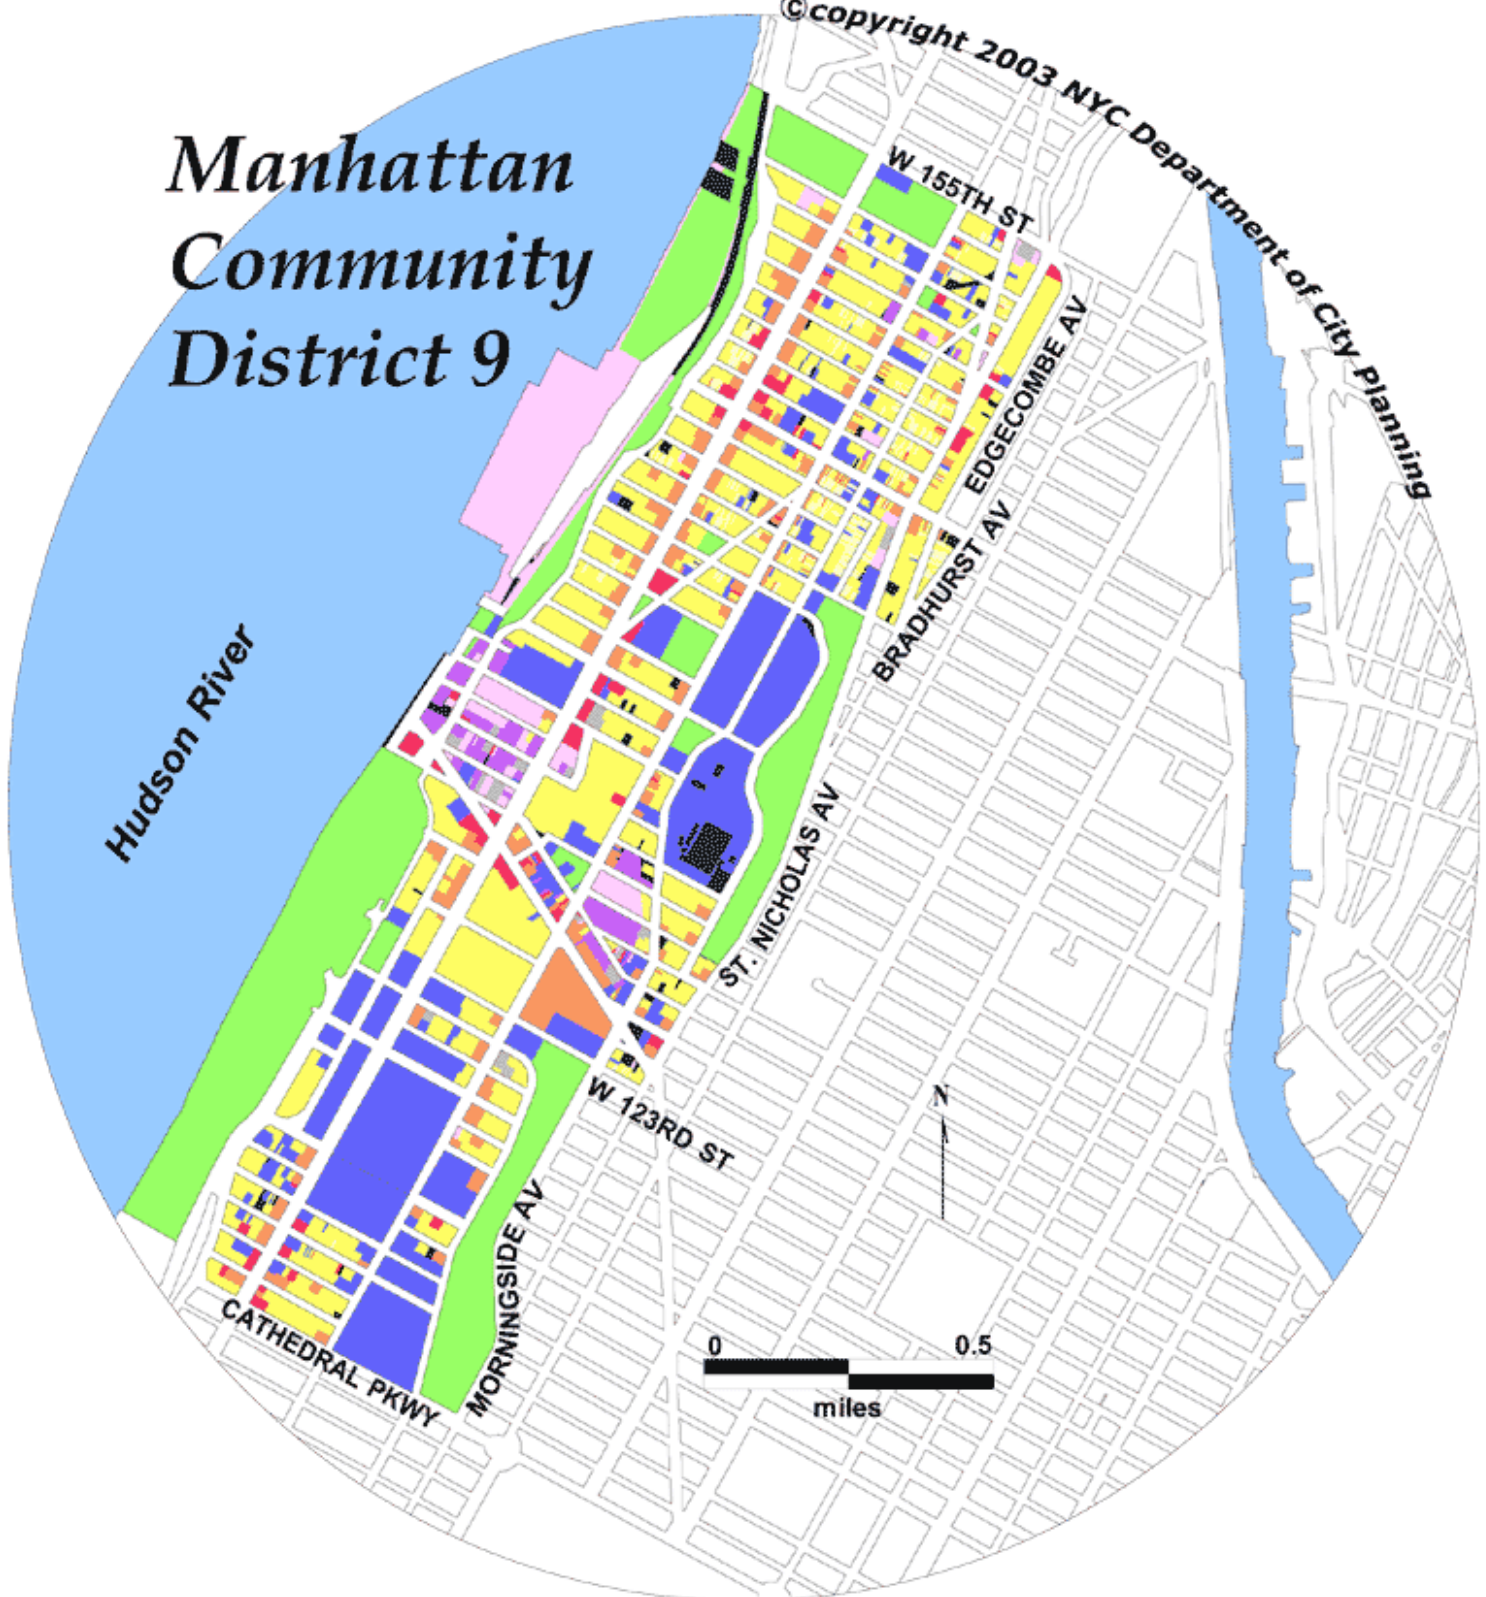 ©copyright 2003 NYC Department of City Planning
Manhattan
Community
District 9
W 155TH ST
EDGECOMBE AV
BRADHURST AV
Hudson River
ST. NICHOLAS AV
W 123RD ST
N
MORNINGSIDE AV
CATHEDRAL PKWY
0 0.5
miles